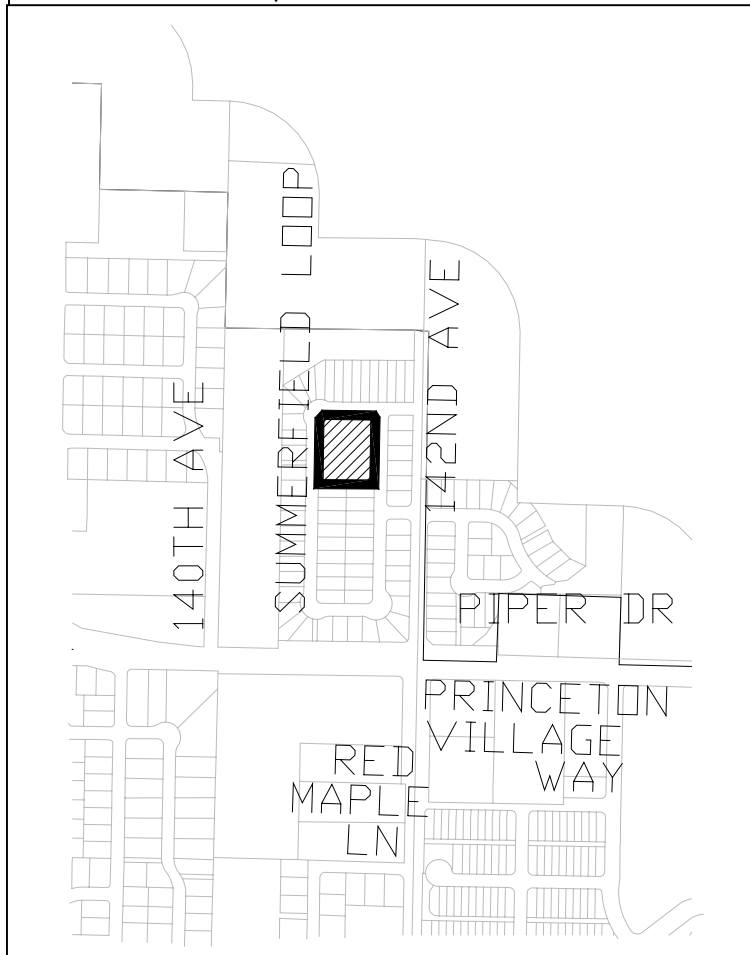 140TH AVE
SUMMERFIELD LOOP
142ND AVE
PIPER DR
PRINCETON
VILLAGE
WAY
RED
MAPLE
LN